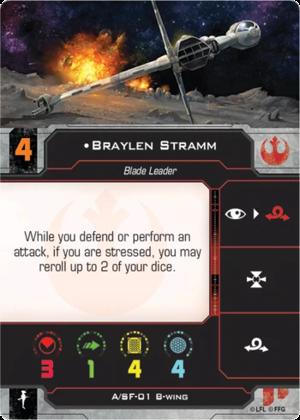 4
•BRAYLEN STRAMM
Blade Leader
While you defend or perform an
attack, if you are stressed, you may
reroll up to 2 of your dice.
3 1 4 4
A/SF-01 B-WING
© LFL © FFG